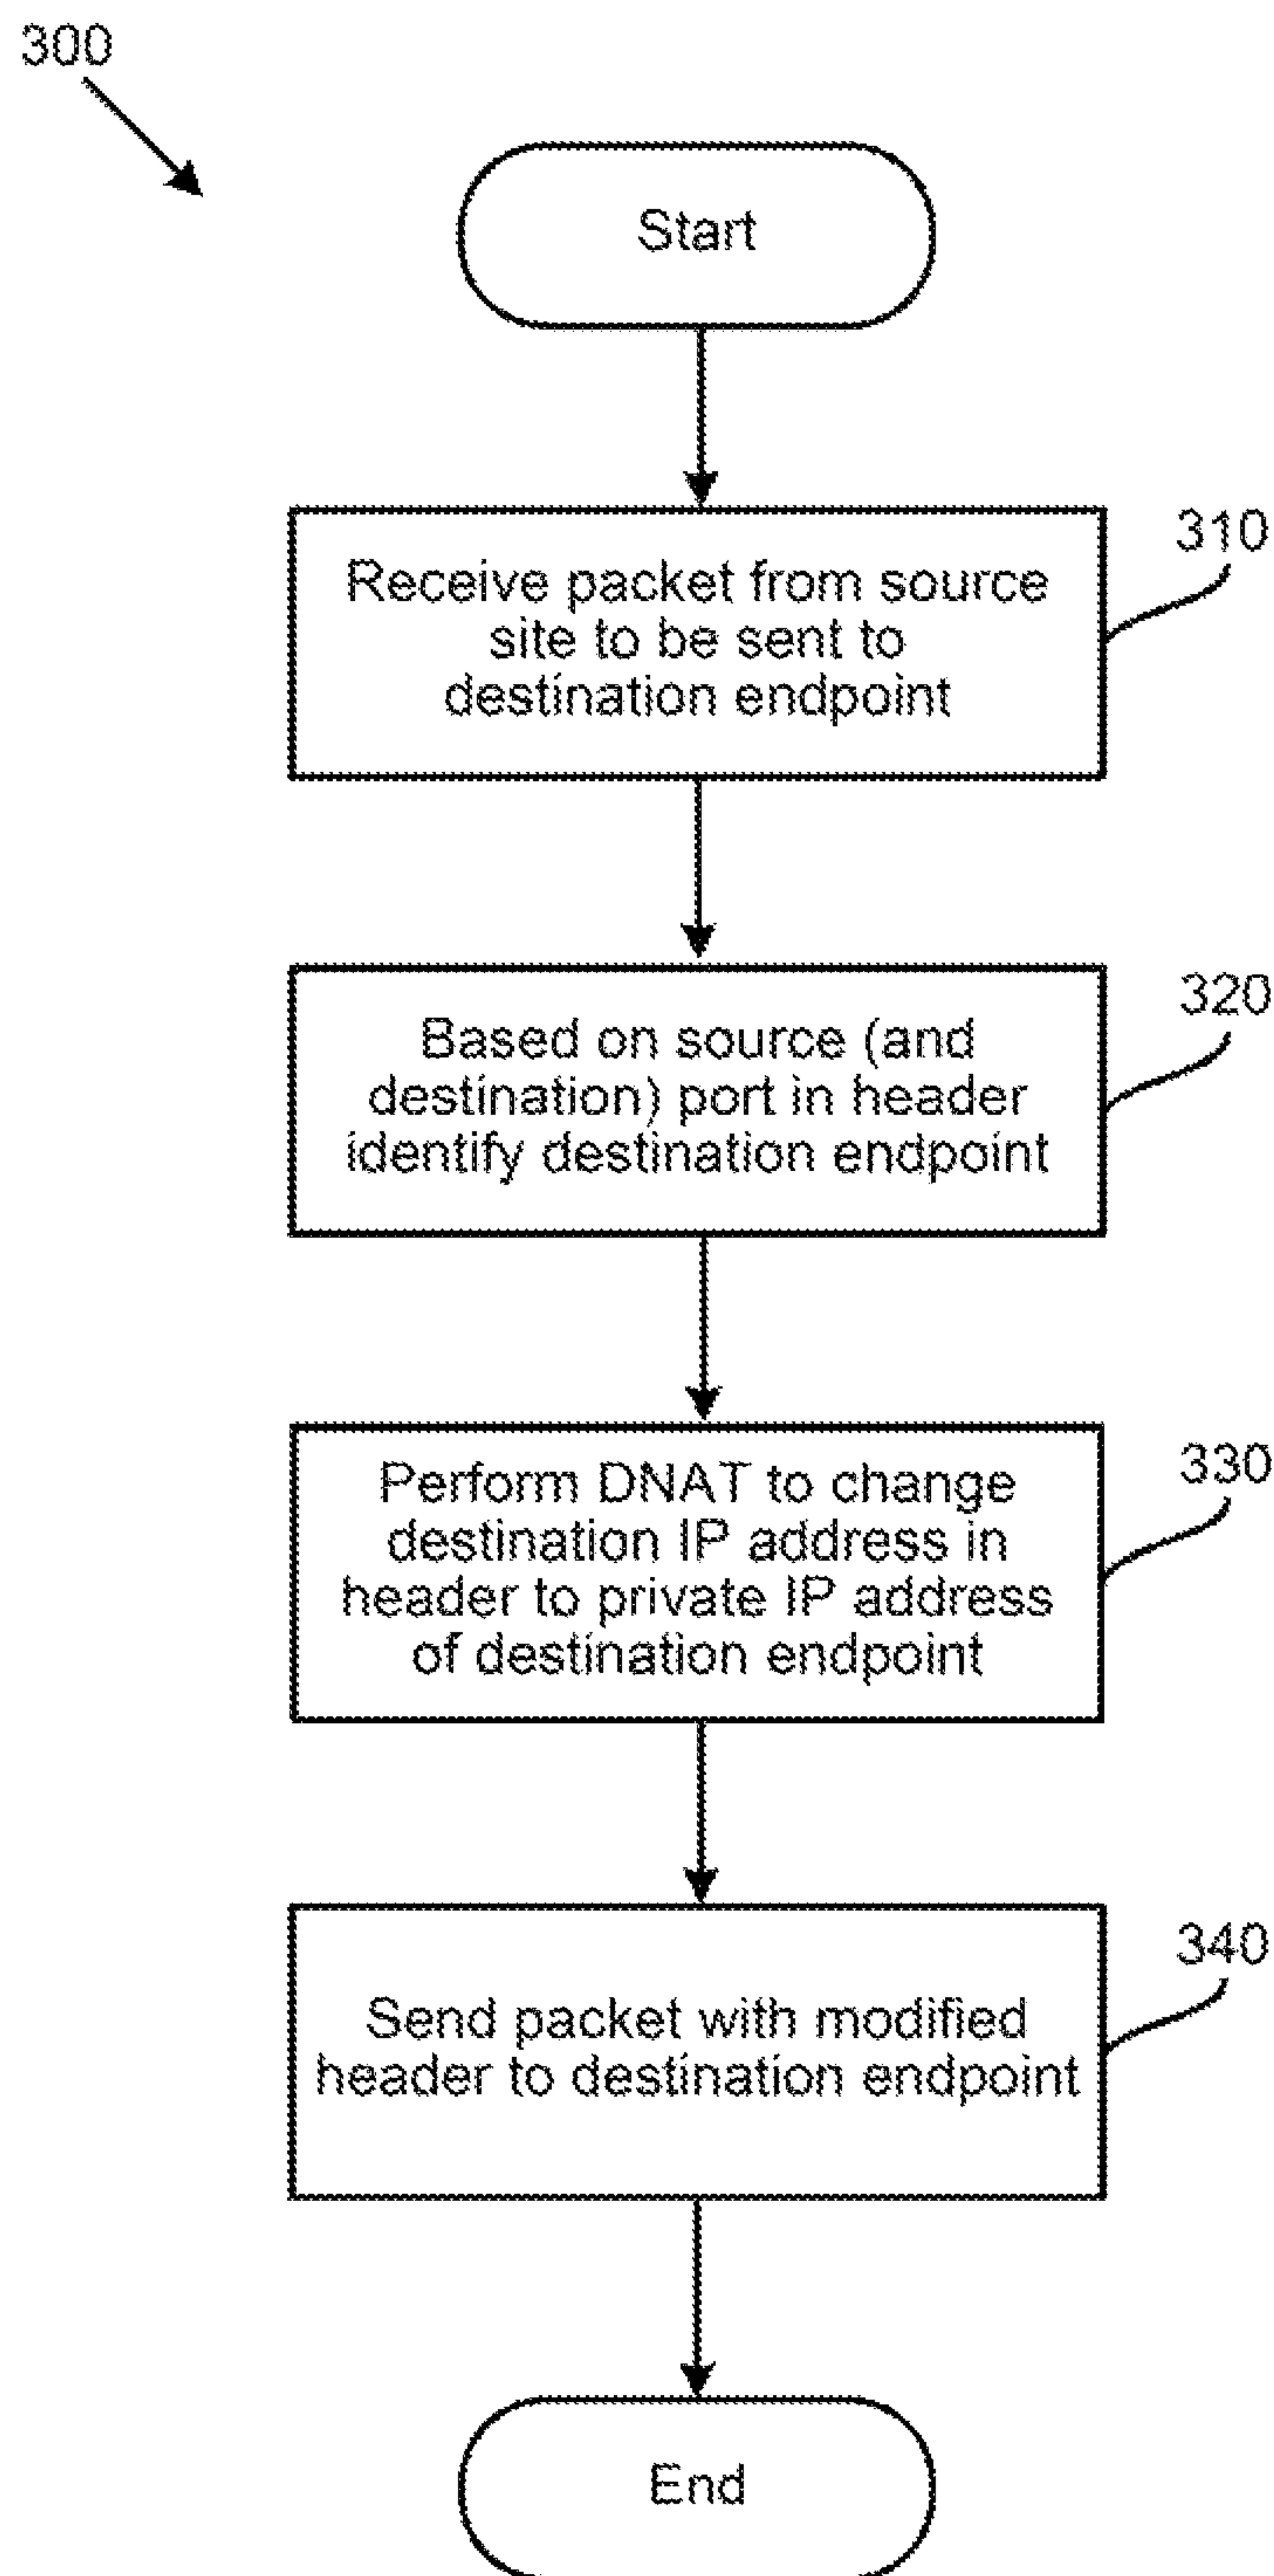 300
Start
310
Receive packet from source
site to be sent to
destination endpoint
320
Based on source (and
destination) port in header
identify destination endpoint
330
Perform DNAT to change
destination IP address in
header to private IP address
of destination endpoint
340
Send packet with modified
header to destination endpoint
End